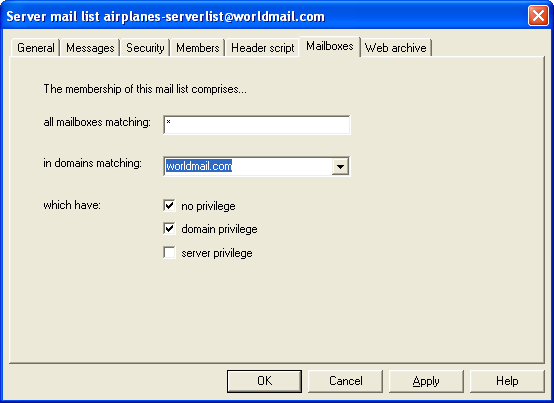 Server mail list airplanes-serverlist@worldmail.com
General Messages Security Members Header script Mailboxes Web archive
The membership of this mail list comprises...
all mailboxes matching: *
in domains matching: worldmail.com
which have: no privilege
domain privilege
server privilege
OK Cancel Apply Help